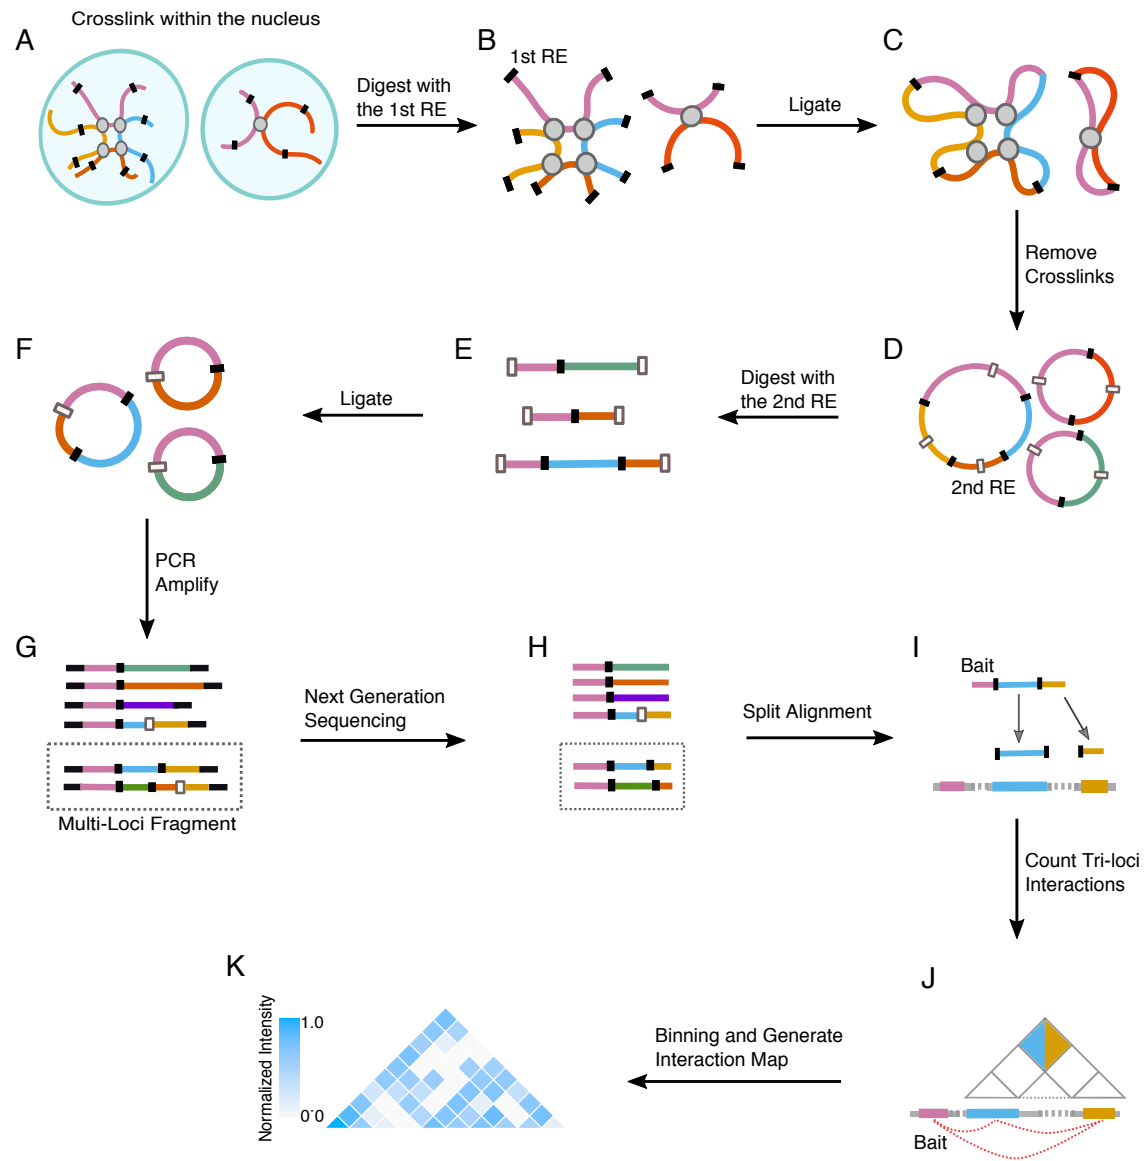 Crosslink within the nucleus
A
B
C
1st RE
Digest with
the 1st RE
Ligate
Remove
Crosslinks
F
E
D
Digest with
the 2nd RE
Ligate
2nd RE
PCR
Amplify
G
H
I
Bait
Next Generation
Sequencing
Split Alignment
Multi-Loci Fragment
Count Tri-loci
Interactions
K
J
Normalized Intensity
1.0
0.0
Binning and Generate
Interaction Map
Bait